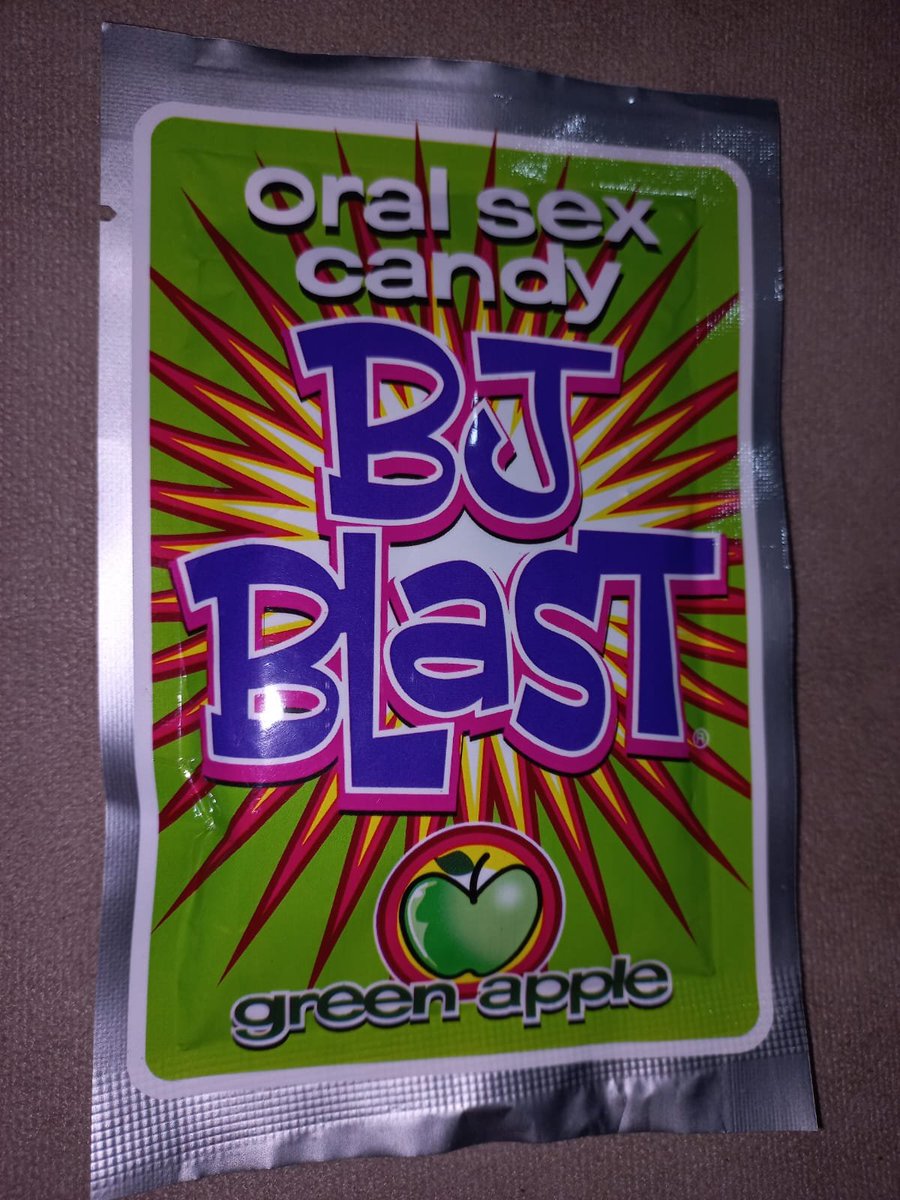 oral sex
candy
BJ
BLaST
®
green apple